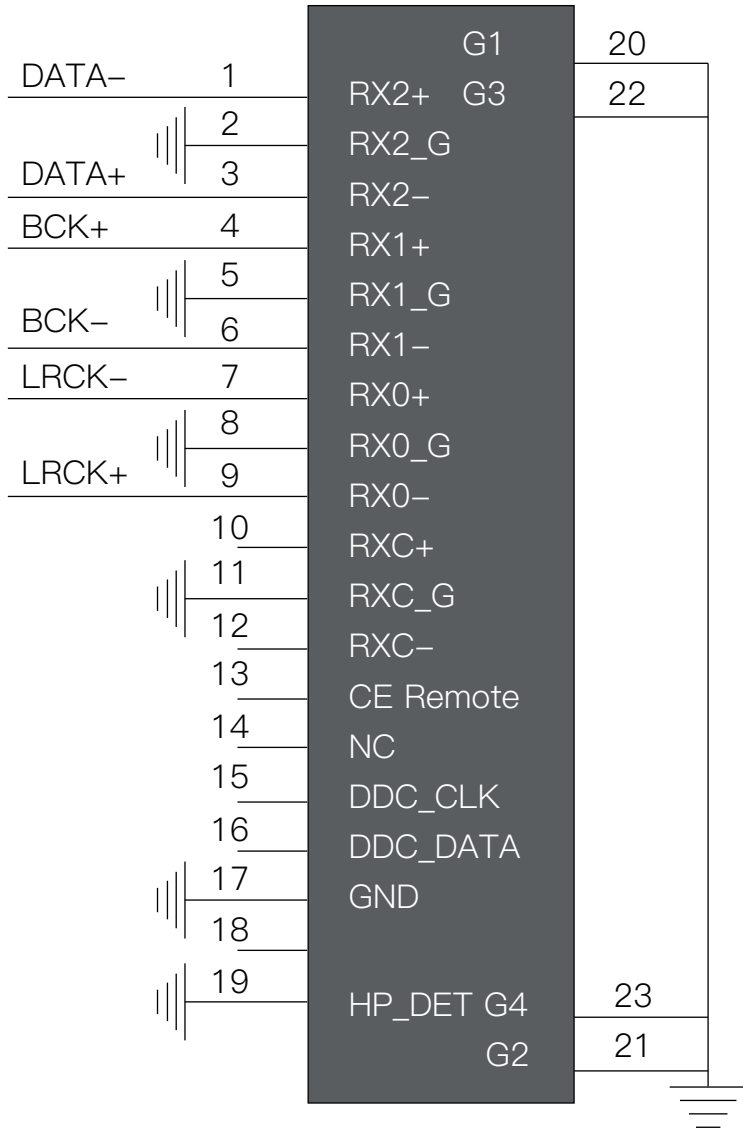 G1 20
DATA– 1
RX2+ G3 22
2
RX2_G
DATA+ 3
RX2–
BCK+ 4
RX1+
5
RX1_G
BCK– 6
RX1–
LRCK– 7
RX0+
8
RX0_G
LRCK+ 9
RX0–
10
RXC+
11
RXC_G
12
RXC–
13
CE Remote
14
NC
15
DDC_CLK
16
DDC_DATA
17
GND
18
19
HP_DET G4 23
G2 21